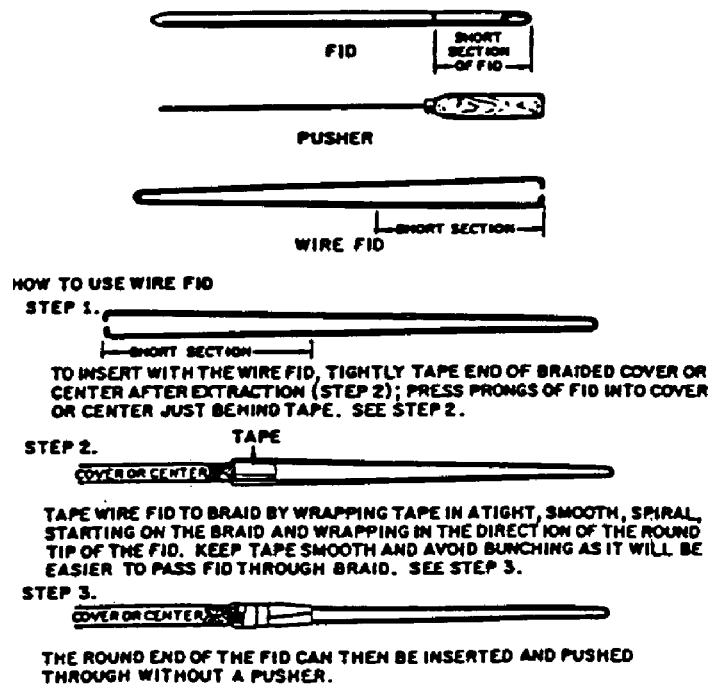 FID
SHORT
SECTION
OF FID
PUSHER
SHORT SECTION
WIRE FID
HOW TO USE WIRE FID
STEP 1.
SHORT SECTION
TO INSERT WITH THE WIRE FID, TIGHTLY TAPE END OF BRAIDED COVER OR
CENTER AFTER EXTRACTION (STEP 2); PRESS PRONGS OF FID INTO COVER
OR CENTER JUST BEHIND TAPE. SEE STEP 2.
STEP 2.
TAPE
COVER OR CENTER
TAPE WIRE FID TO BRAID BY WRAPPING TAPE IN A TIGHT, SMOOTH, SPIRAL,
STARTING ON THE BRAID AND WRAPPING IN THE DIRECTION OF THE ROUND
TIP OF THE FID. KEEP TAPE SMOOTH AND AVOID BUNCHING AS IT WILL BE
EASIER TO PASS FID THROUGH BRAID. SEE STEP 3.
STEP 3.
COVER OR CENTER
THE ROUND END OF THE FID CAN THEN BE INSERTED AND PUSHED
THROUGH WITHOUT A PUSHER.